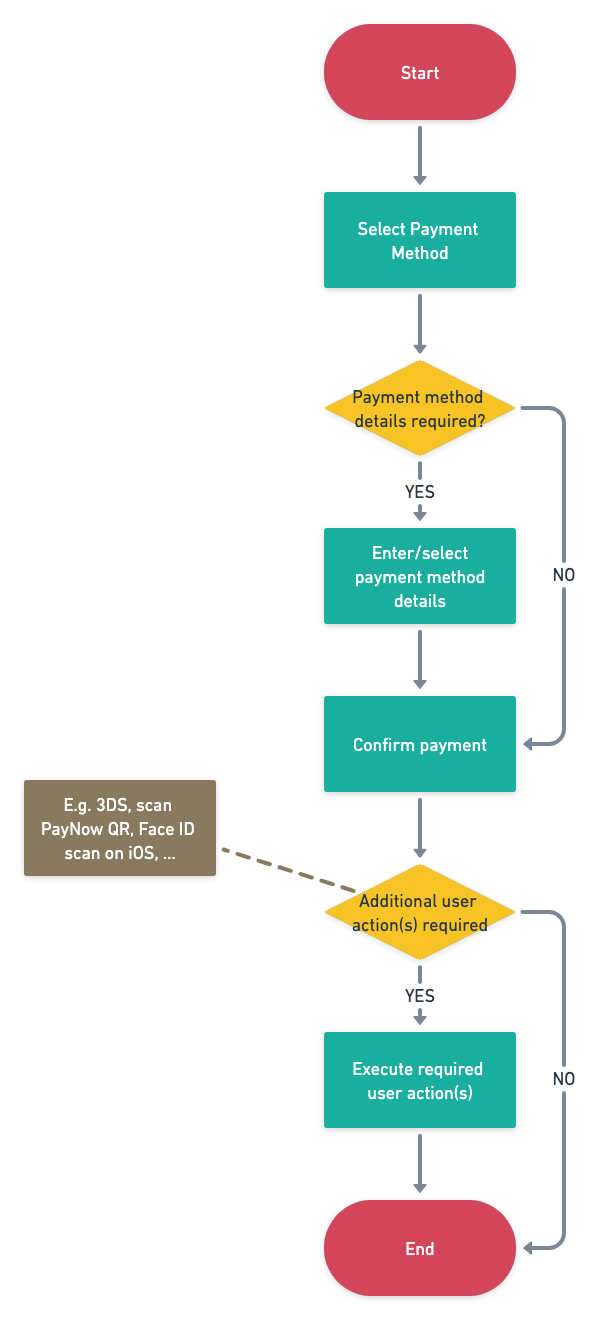 Start
Select Payment
Method
Payment method
details required?
YES
Enter/select
payment method
details
NO
Confirm payment
E.g. 3DS, scan
PayNow QR, Face ID
scan on iOS, ...
Additional user
action(s) required
YES
Execute required
user action(s)
NO
End